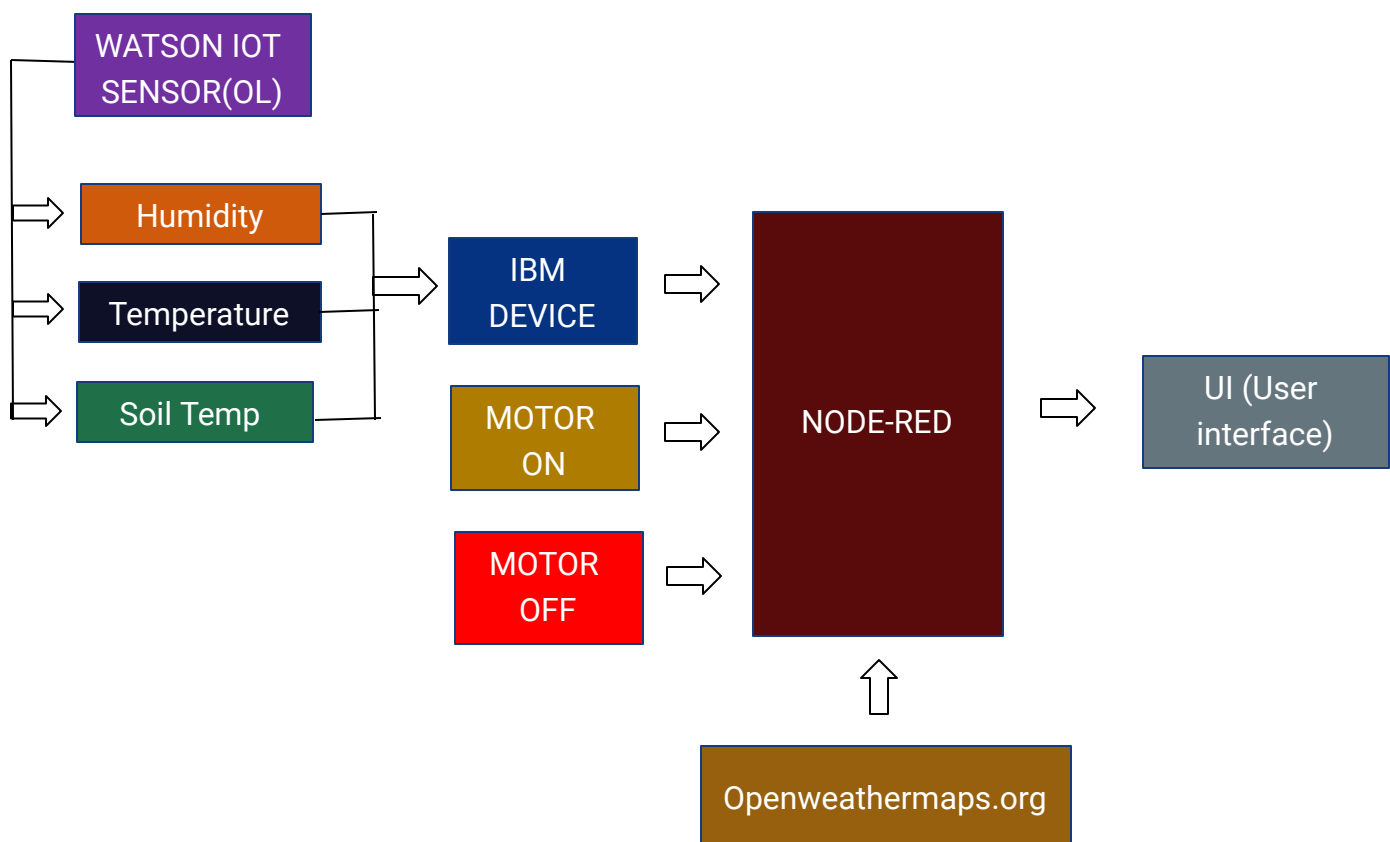 WATSON IOT
SENSOR(OL)
Humidity
Temperature
Soil Temp
IBM
DEVICE
MOTOR
ON
MOTOR
OFF
NODE-RED
UI (User
interface)
Openweathermaps.org